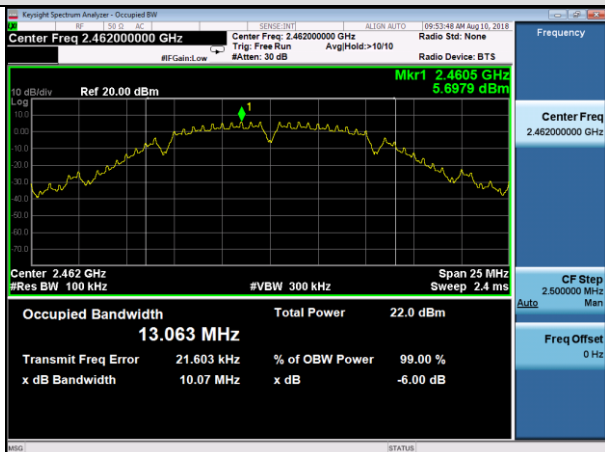 Keysight Spectrum Analyzer - Occupied BW
RF 50 Ω AC SENSE:INT ALIGN AUTO 09:53:48 AM Aug 10, 2018
Center Freq 2.462000000 GHz Center Freq: 2.462000000 GHz Radio Std: None Frequency
Trig: Free Run Avg|Hold:>10/10
#IFGain:Low #Atten: 30 dB Radio Device: BTS
Mkr1 2.4605 GHz
10 dB/div Ref 20.00 dBm 5.6979 dBm
Log
10.0
0.00
-10.0
-20.0
-30.0
-40.0
-50.0
-60.0
-70.0
1
Center Freq
2.462000000 GHz
Center 2.462 GHz Span 25 MHz
#Res BW 100 kHz #VBW 300 kHz Sweep 2.4 ms
CF Step
2.500000 MHz
Auto Man
Occupied Bandwidth Total Power 22.0 dBm
13.063 MHz
Freq Offset
0 Hz
Transmit Freq Error 21.603 kHz % of OBW Power 99.00 %
x dB Bandwidth 10.07 MHz x dB -6.00 dB
MSG STATUS